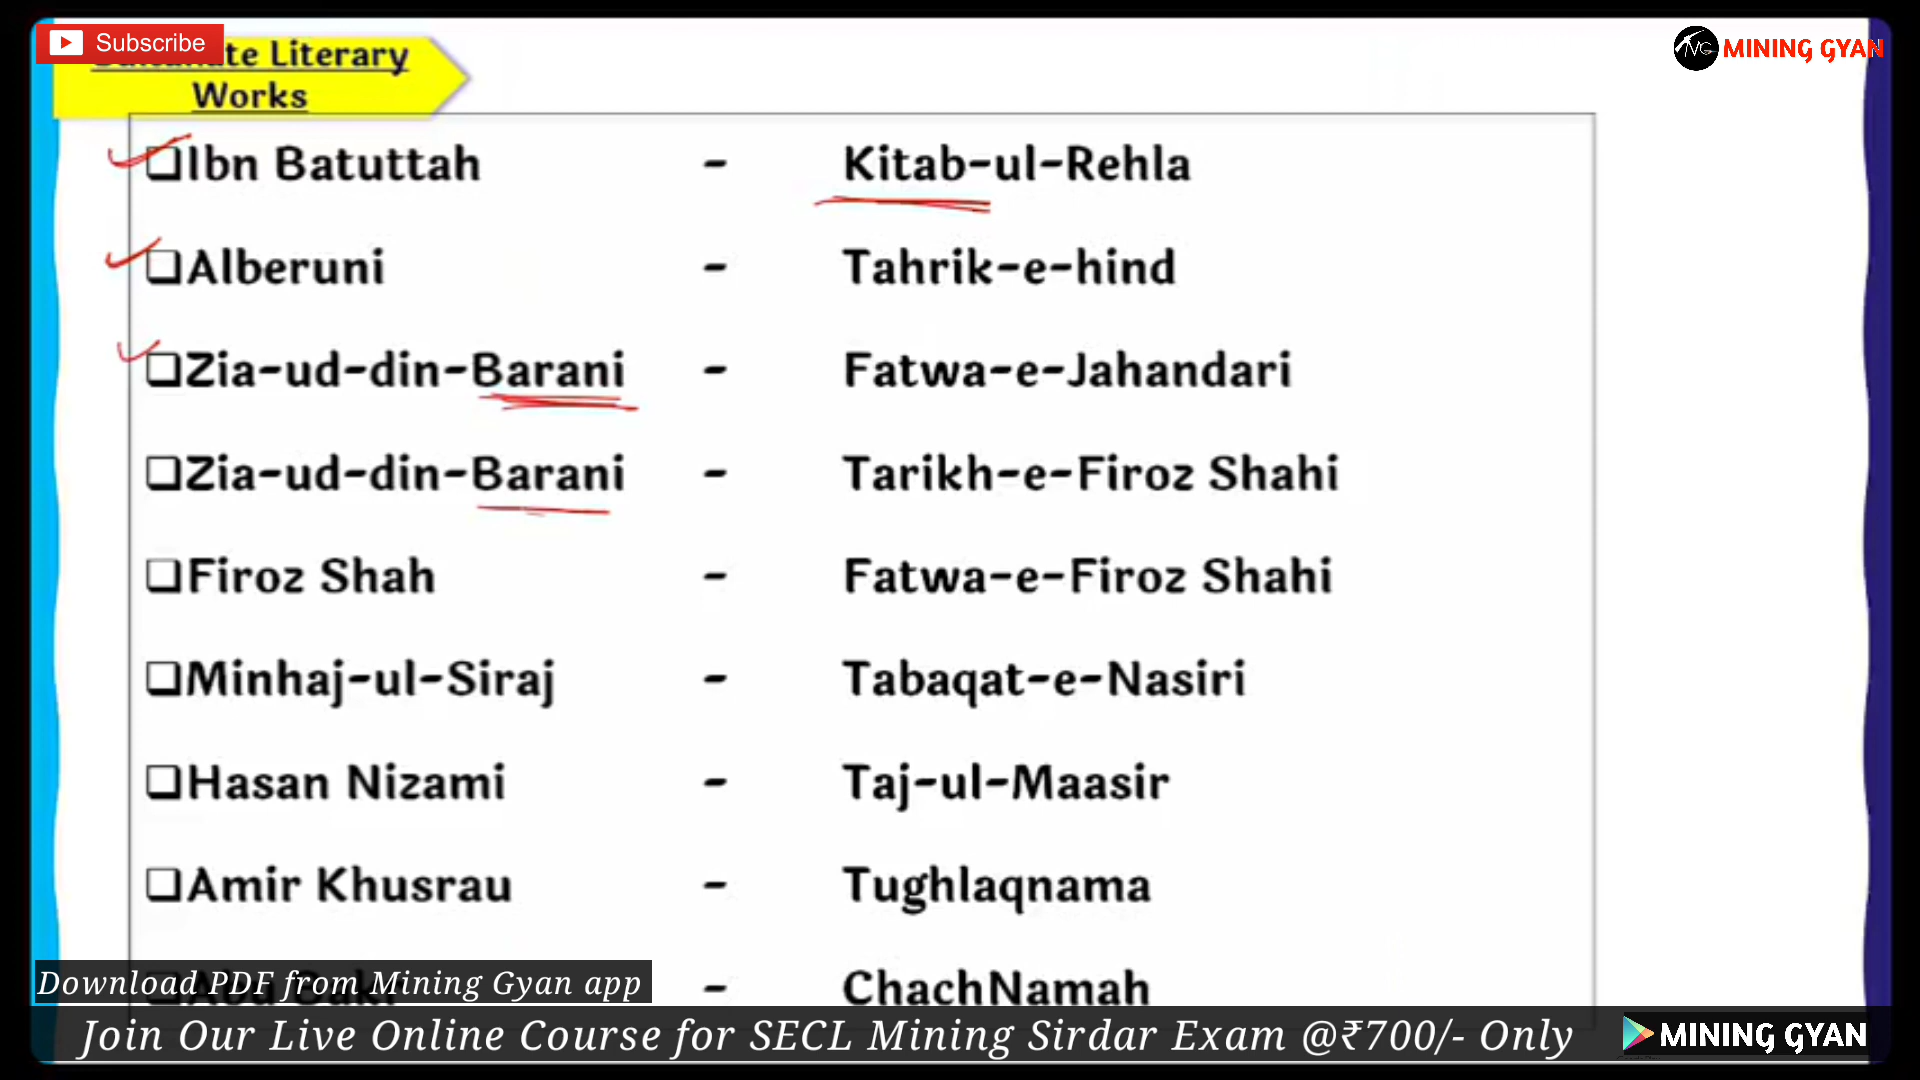 Subscribe
te Literary
Works
MINING GYAN
Ibn Batuttah - Kitab-ul-Rehla
Alberuni - Tahrik-e-hind
Zia-ud-din-Barani - Fatwa-e-Jahandari
Zia-ud-din-Barani - Tarikh-e-Firoz Shahi
Firoz Shah - Fatwa-e-Firoz Shahi
Minhaj-ul-Siraj - Tabaqat-e-Nasiri
Hasan Nizami - Taj-ul-Maasir
Amir Khusrau - Tughlaqnama
- ChachNamah
Download PDF from Mining Gyan app
Join Our Live Online Course for SECL Mining Sirdar Exam @₹700/- Only
MINING GYAN